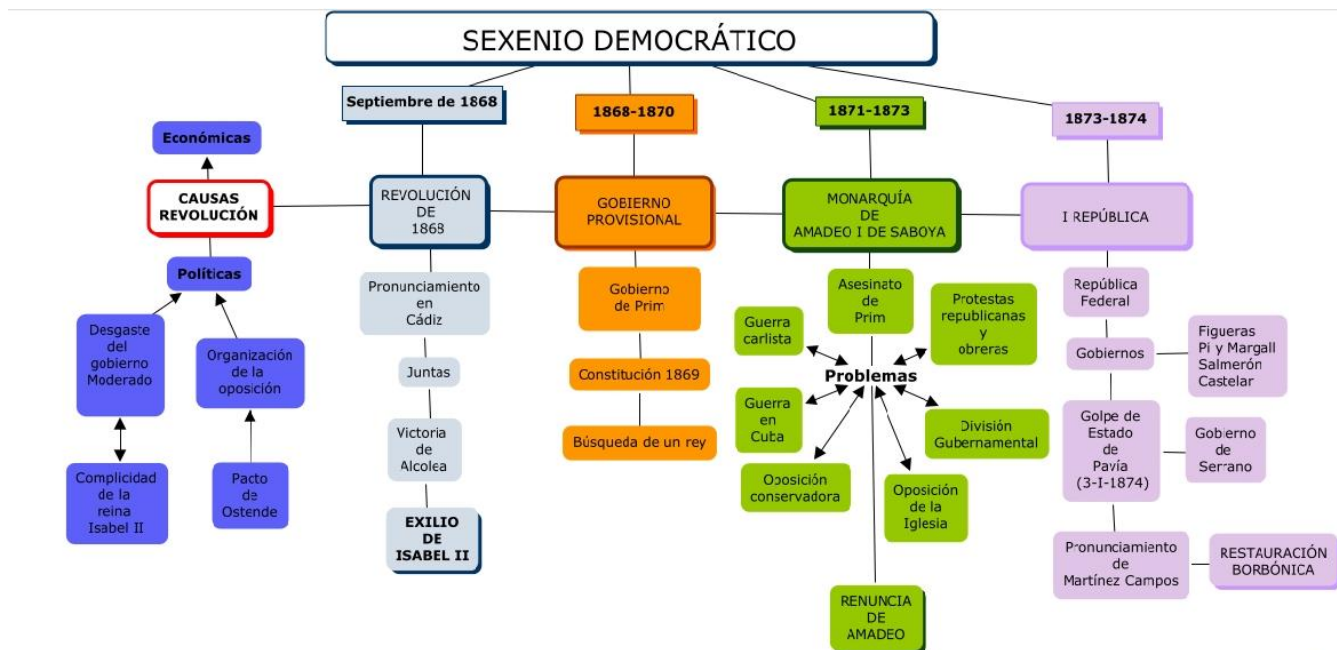 SEXENIO DEMOCRÁTICO
Septiembre de 1868
1868-1870
1871-1873
1873-1874
Económicas
CAUSAS
REVOLUCIÓN
Políticas
Desgaste
del
gobierno
Moderado
Organización
de la
oposición
Complicidad
de la
reina
Isabel II
Pacto
de
Ostende
REVOLUCIÓN
DE
1868
Pronunciamiento
en
Cádiz
Juntas
Victoria
de
Alcolea
EXILIO
DE
ISABEL II
GOBIERNO
PROVISIONAL
Gobierno
de Prim
Constitución 1869
Búsqueda de un rey
MONARQUÍA
DE
AMADEO I DE SABOYA
Asesinato
de
Prim
Protestas
republicanas
y
obreras
Guerra
carlista
Problemas
Guerra
en
Cuba
División
Gubernamental
Oposición
conservadora
Oposición
de la
Iglesia
RENUNCIA
DE
AMADEO
I REPÚBLICA
República
Federal
Gobiernos
Figueras
Pi y Margall
Salmerón
Castelar
Golpe de
Estado
de
Pavía
(3-I-1874)
Gobierno
de
Serrano
Pronunciamiento
de
Martínez Campos
RESTAURACIÓN
BORBÓNICA